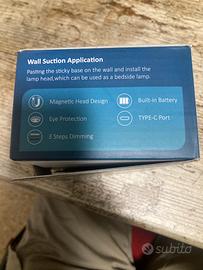 Wall Suction Application
Pasting the sticky base on the wall and install the
lamp head,which can be used as a bedside lamp.
Magnetic Head Design
Built-in Battery
Eye Protection
TYPE-C Port
3 Steps Dimming
subito